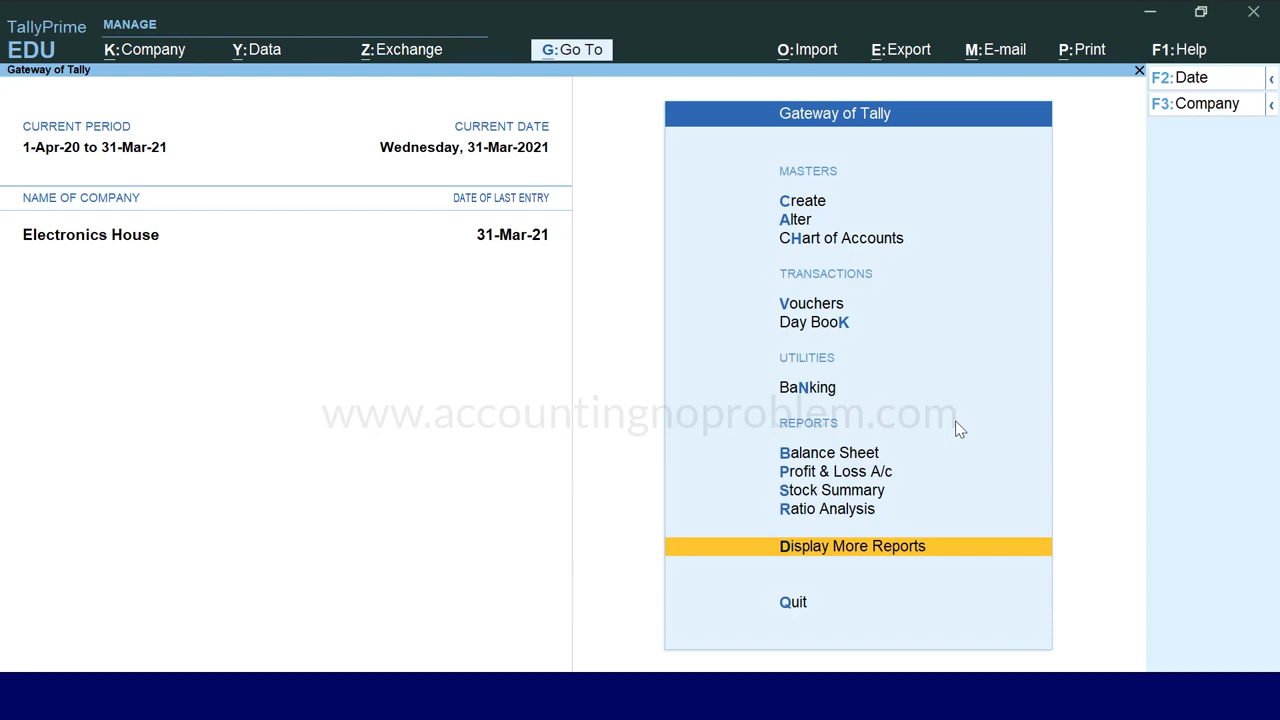 TallyPrime
EDU
MANAGE
K:Company
Y:Data
Z:Exchange
G:Go To
O:Import
E:Export
M:E-mail
P:Print
F1:Help
Gateway of Tally
F2:Date
F3:Company
CURRENT PERIOD
CURRENT DATE
1-Apr-20 to 31-Mar-21
Wednesday, 31-Mar-2021
NAME OF COMPANY
DATE OF LAST ENTRY
Electronics House
31-Mar-21
Gateway of Tally
MASTERS
Create
Alter
CHart of Accounts
TRANSACTIONS
Vouchers
Day BooK
UTILITIES
BaNking
REPORTS
Balance Sheet
Profit & Loss A/c
Stock Summary
Ratio Analysis
Display More Reports
Quit
www.accountingnoproblem.com